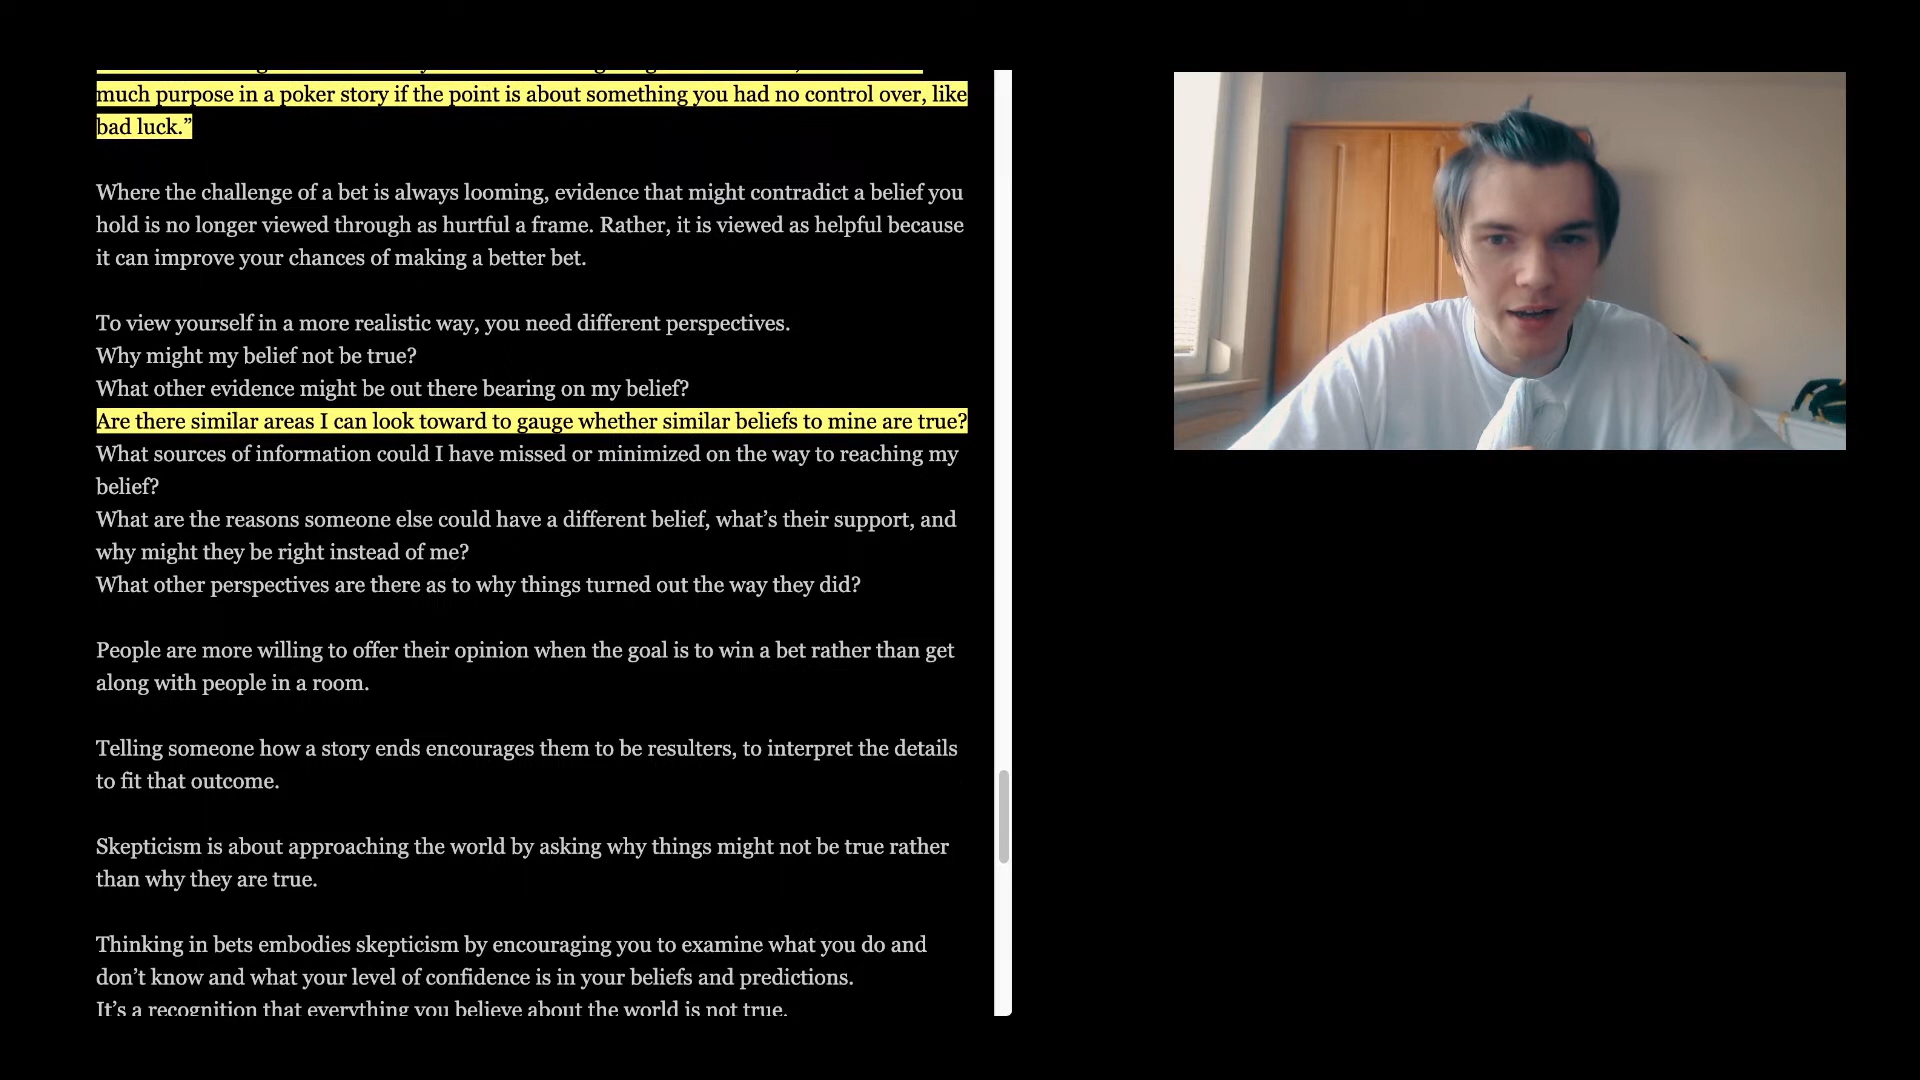 much purpose in a poker story if the point is about something you had no control over, like
bad luck.”
Where the challenge of a bet is always looming, evidence that might contradict a belief you
hold is no longer viewed through as hurtful a frame. Rather, it is viewed as helpful because
it can improve your chances of making a better bet.
To view yourself in a more realistic way, you need different perspectives.
Why might my belief not be true?
What other evidence might be out there bearing on my belief?
Are there similar areas I can look toward to gauge whether similar beliefs to mine are true?
What sources of information could I have missed or minimized on the way to reaching my
belief?
What are the reasons someone else could have a different belief, what’s their support, and
why might they be right instead of me?
What other perspectives are there as to why things turned out the way they did?
People are more willing to offer their opinion when the goal is to win a bet rather than get
along with people in a room.
Telling someone how a story ends encourages them to be resulters, to interpret the details
to fit that outcome.
Skepticism is about approaching the world by asking why things might not be true rather
than why they are true.
Thinking in bets embodies skepticism by encouraging you to examine what you do and
don’t know and what your level of confidence is in your beliefs and predictions.
It’s a recognition that everything you believe about the world is not true.